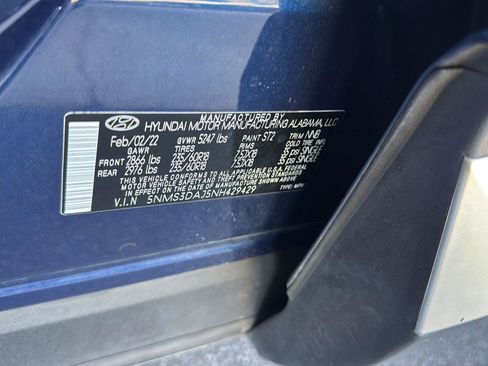 MANUFACTURED BY
HYUNDAI MOTOR MANUFACTURING ALABAMA, LLC
Feb/02/22 GVWR 5247 lbs PAINT ST2 TRIM NNB
GAWR TIRES RIMS COLD TIRE INFL
FRONT 2866 lbs 235/60R18 7.5JX18 35 psi SINGLE
REAR 2976 lbs 235/60R18 7.5JX18 35 psi SINGLE
THIS VEHICLE CONFORMS TO ALL APPLICABLE U.S.A. FEDERAL
MOTOR VEHICLE SAFETY, BUMPER, AND THEFT PREVENTION
STANDARDS IN EFFECT ON THE DATE OF MANUFACTURE SHOWN ABOVE
V.I.N 5NMS3DAJ5NH429429 TYPE: MPV